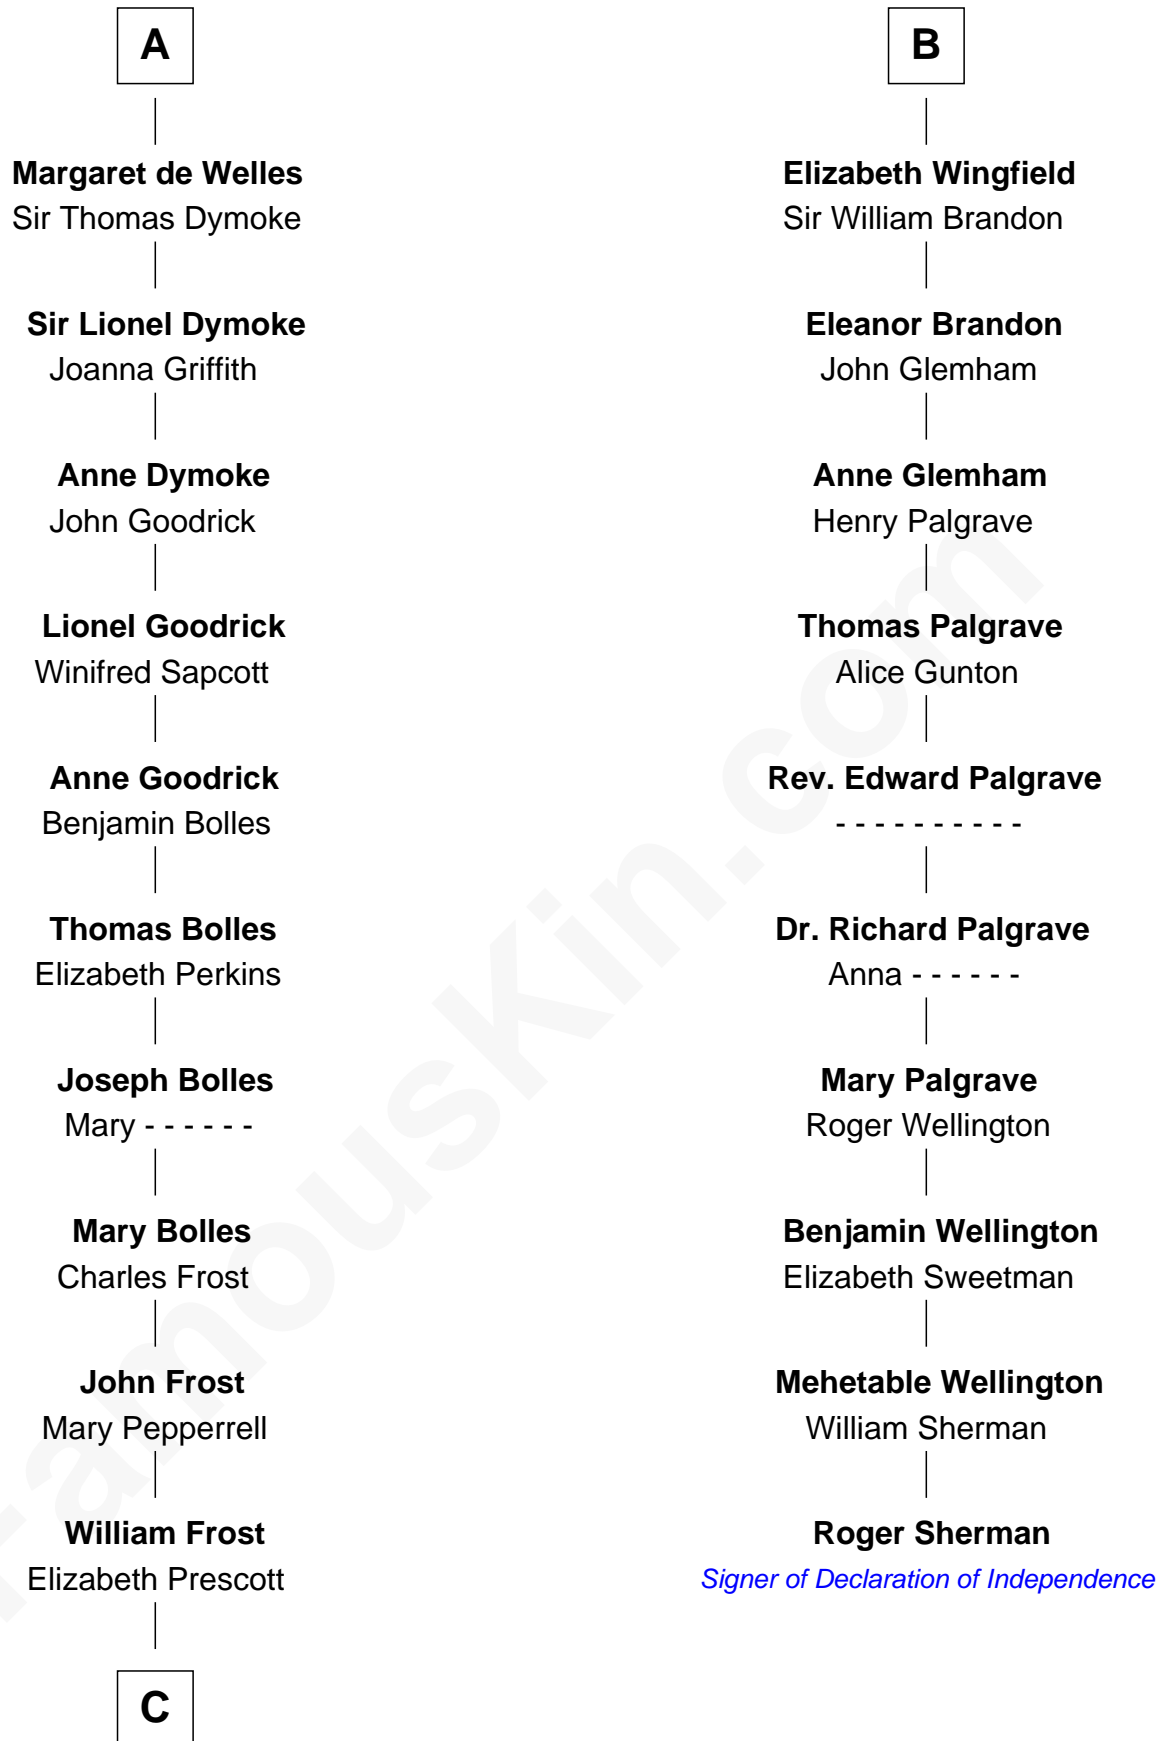 A
Margaret de Welles
Sir Thomas Dymoke
Sir Lionel Dymoke
Joanna Griffith
Anne Dymoke
John Goodrick
Lionel Goodrick
Winifred Sapcott
Anne Goodrick
Benjamin Bolles
Thomas Bolles
Elizabeth Perkins
Joseph Bolles
Mary - - - - - -
Mary Bolles
Charles Frost
John Frost
Mary Pepperrell
William Frost
Elizabeth Prescott
C
B
Elizabeth Wingfield
Sir William Brandon
Eleanor Brandon
John Glemham
Anne Glemham
Henry Palgrave
Thomas Palgrave
Alice Gunton
Rev. Edward Palgrave
- - - - - - - - - -
Dr. Richard Palgrave
Anna - - - - - -
Mary Palgrave
Roger Wellington
Benjamin Wellington
Elizabeth Sweetman
Mehetable Wellington
William Sherman
Roger Sherman
Signer of Declaration of Independence
FamousKin.com